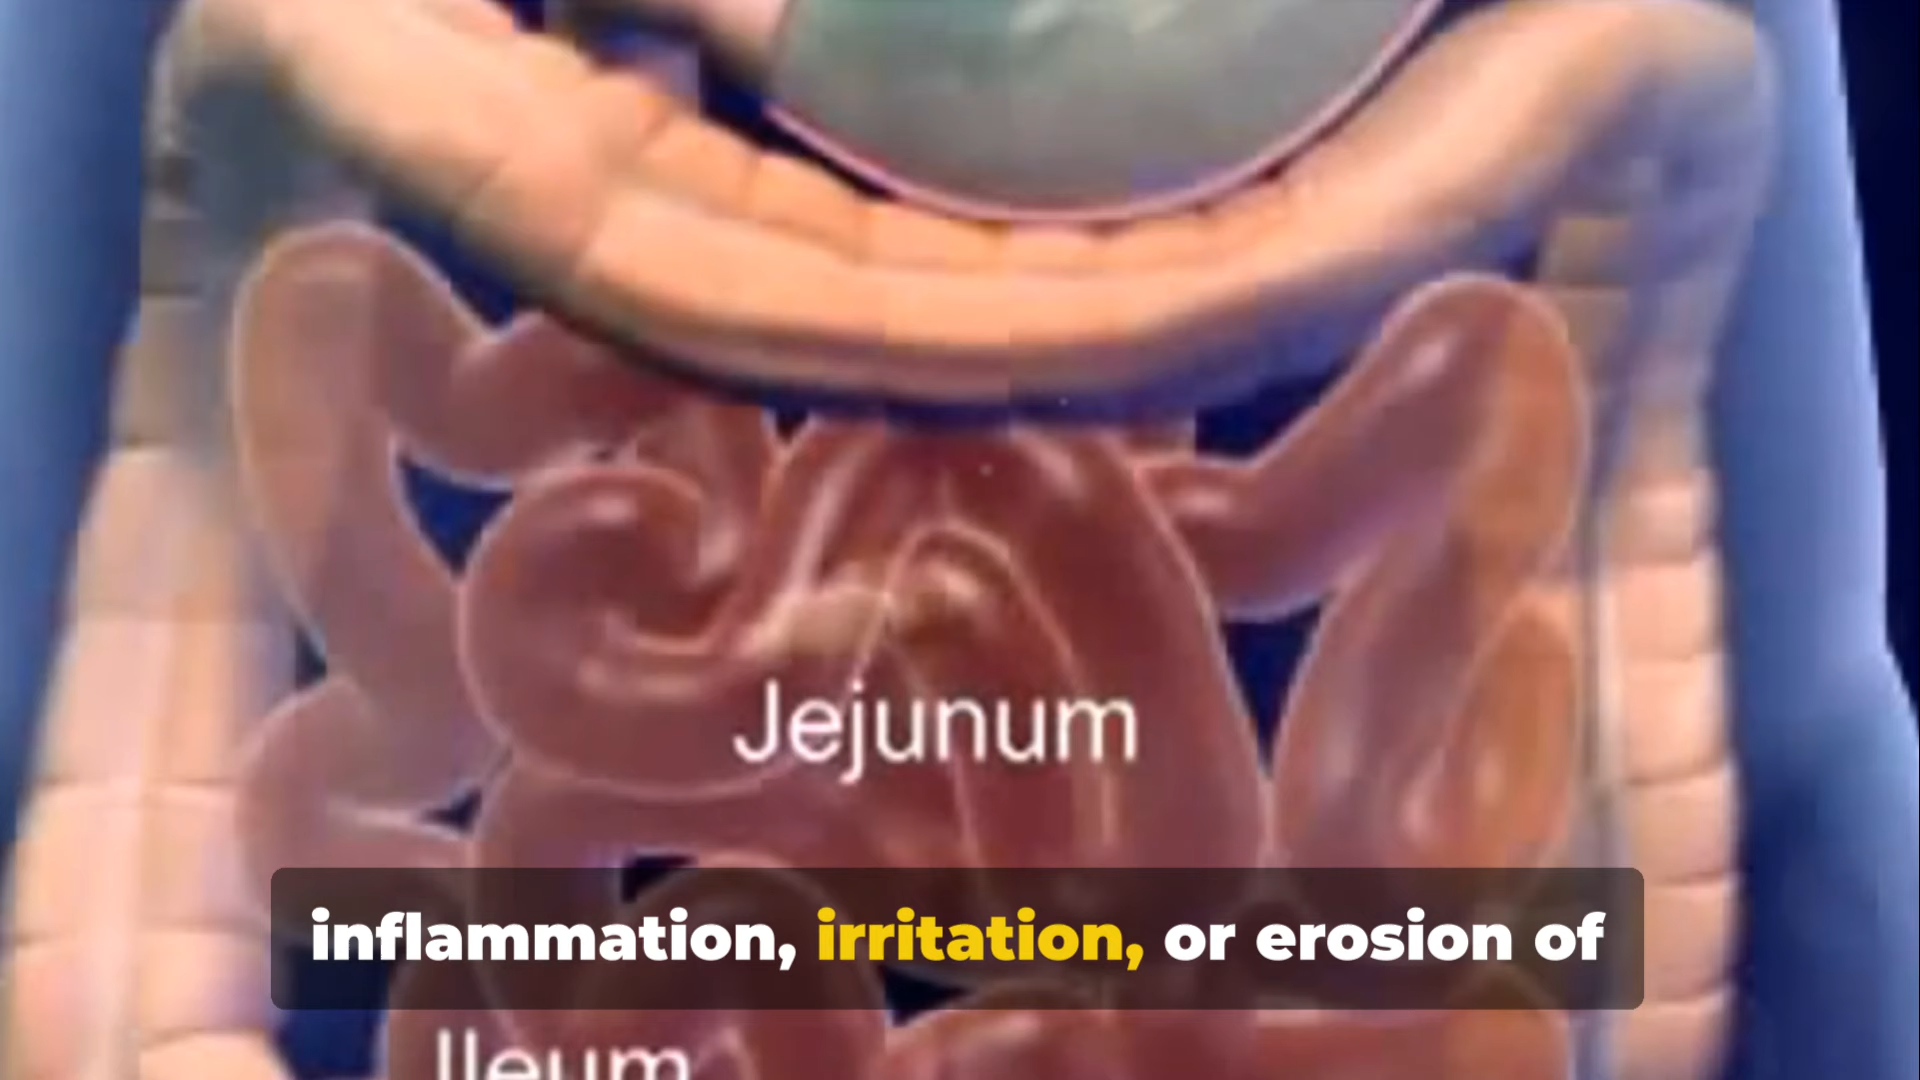 Jejunum
inflammation, irritation, or erosion of
Ileum